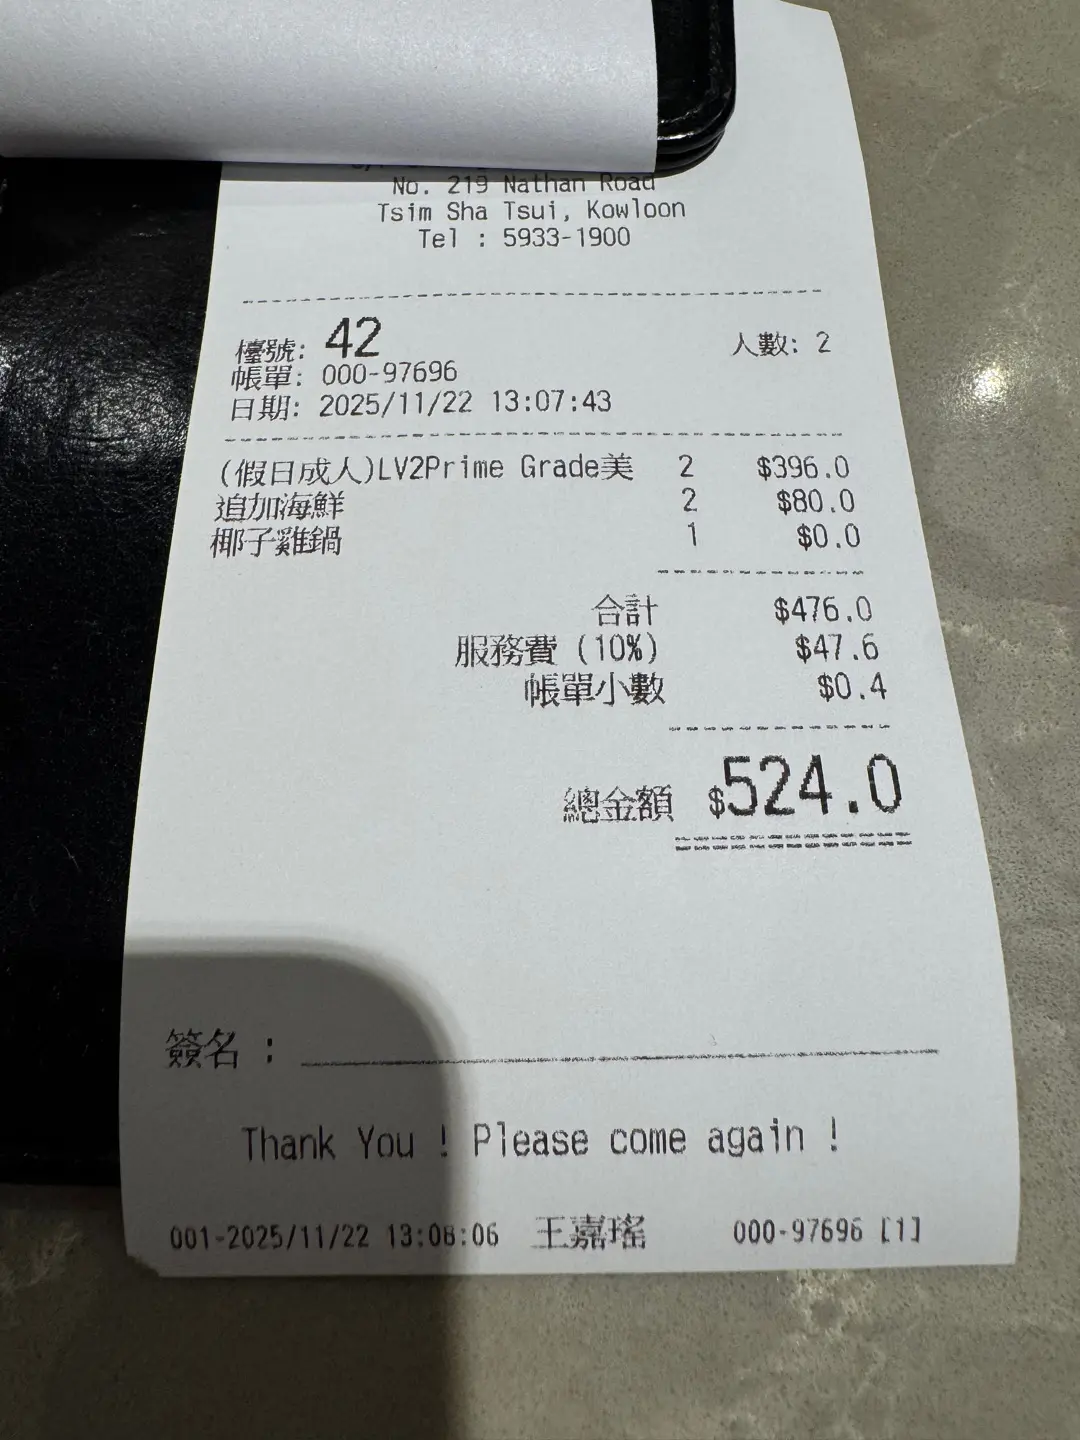 No. 219 Nathan Road
Tsim Sha Tsui, Kowloon
Tel : 5933-1900
檯號: 42 人數: 2
帳單: 000-97696
日期: 2025/11/22 13:07:43
(假日成人)LV2Prime Grade美 2 $396.0
追加海鮮 2 $80.0
椰子雞鍋 1 $0.0
合計 $476.0
服務費 (10%) $47.6
帳單小數 $0.4
總金額 $524.0
簽名 :
Thank You ! Please come again !
001-2025/11/22 13:08:06 王嘉瑤 000-97696 [1]